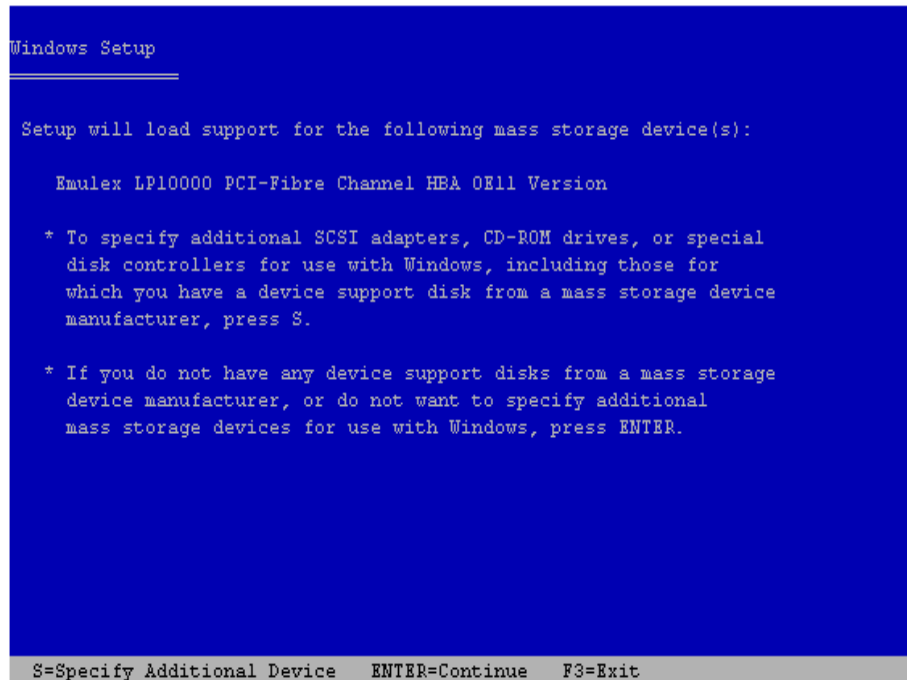 Windows Setup
Setup will load support for the following mass storage device(s):
Emulex LP10000 PCI-Fibre Channel HBA OE11 Version
* To specify additional SCSI adapters, CD-ROM drives, or special
disk controllers for use with Windows, including those for
which you have a device support disk from a mass storage device
manufacturer, press S.
* If you do not have any device support disks from a mass storage
device manufacturer, or do not want to specify additional
mass storage devices for use with Windows, press ENTER.
S=Specify Additional Device ENTER=Continue F3=Exit